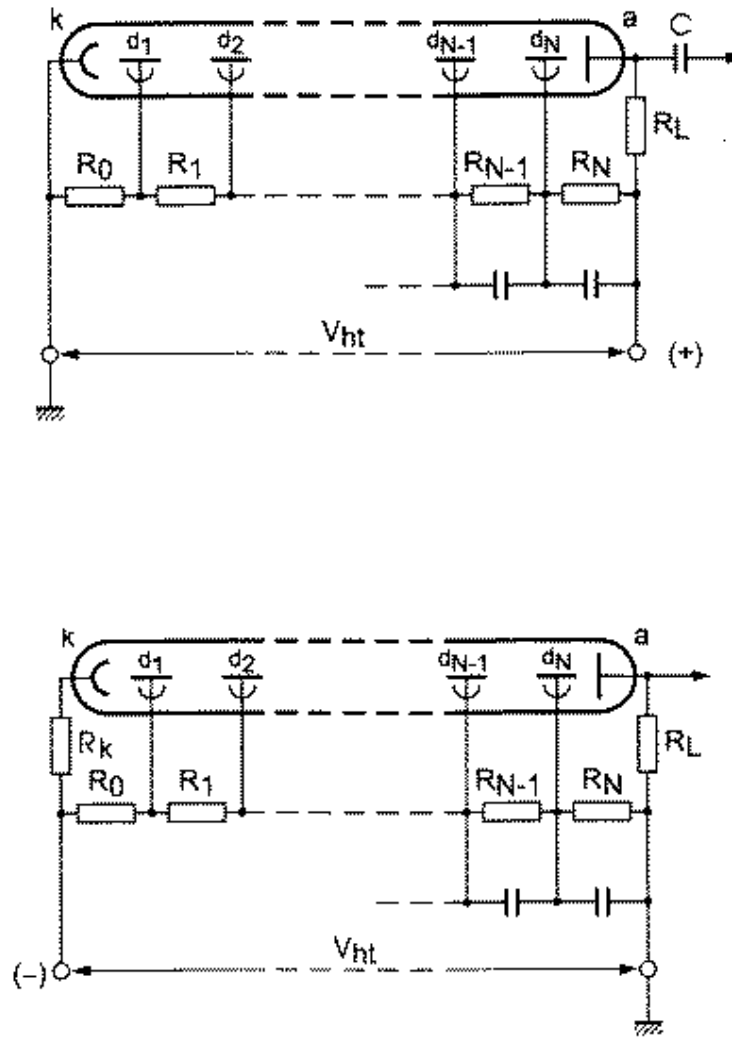 k a C
d1 d2 dN-1 dN
RL
R0 R1 RN-1 RN
Vht (+)
k a
d1 d2 dN-1 dN
Rk RL
R0 R1 RN-1 RN
(–) Vht